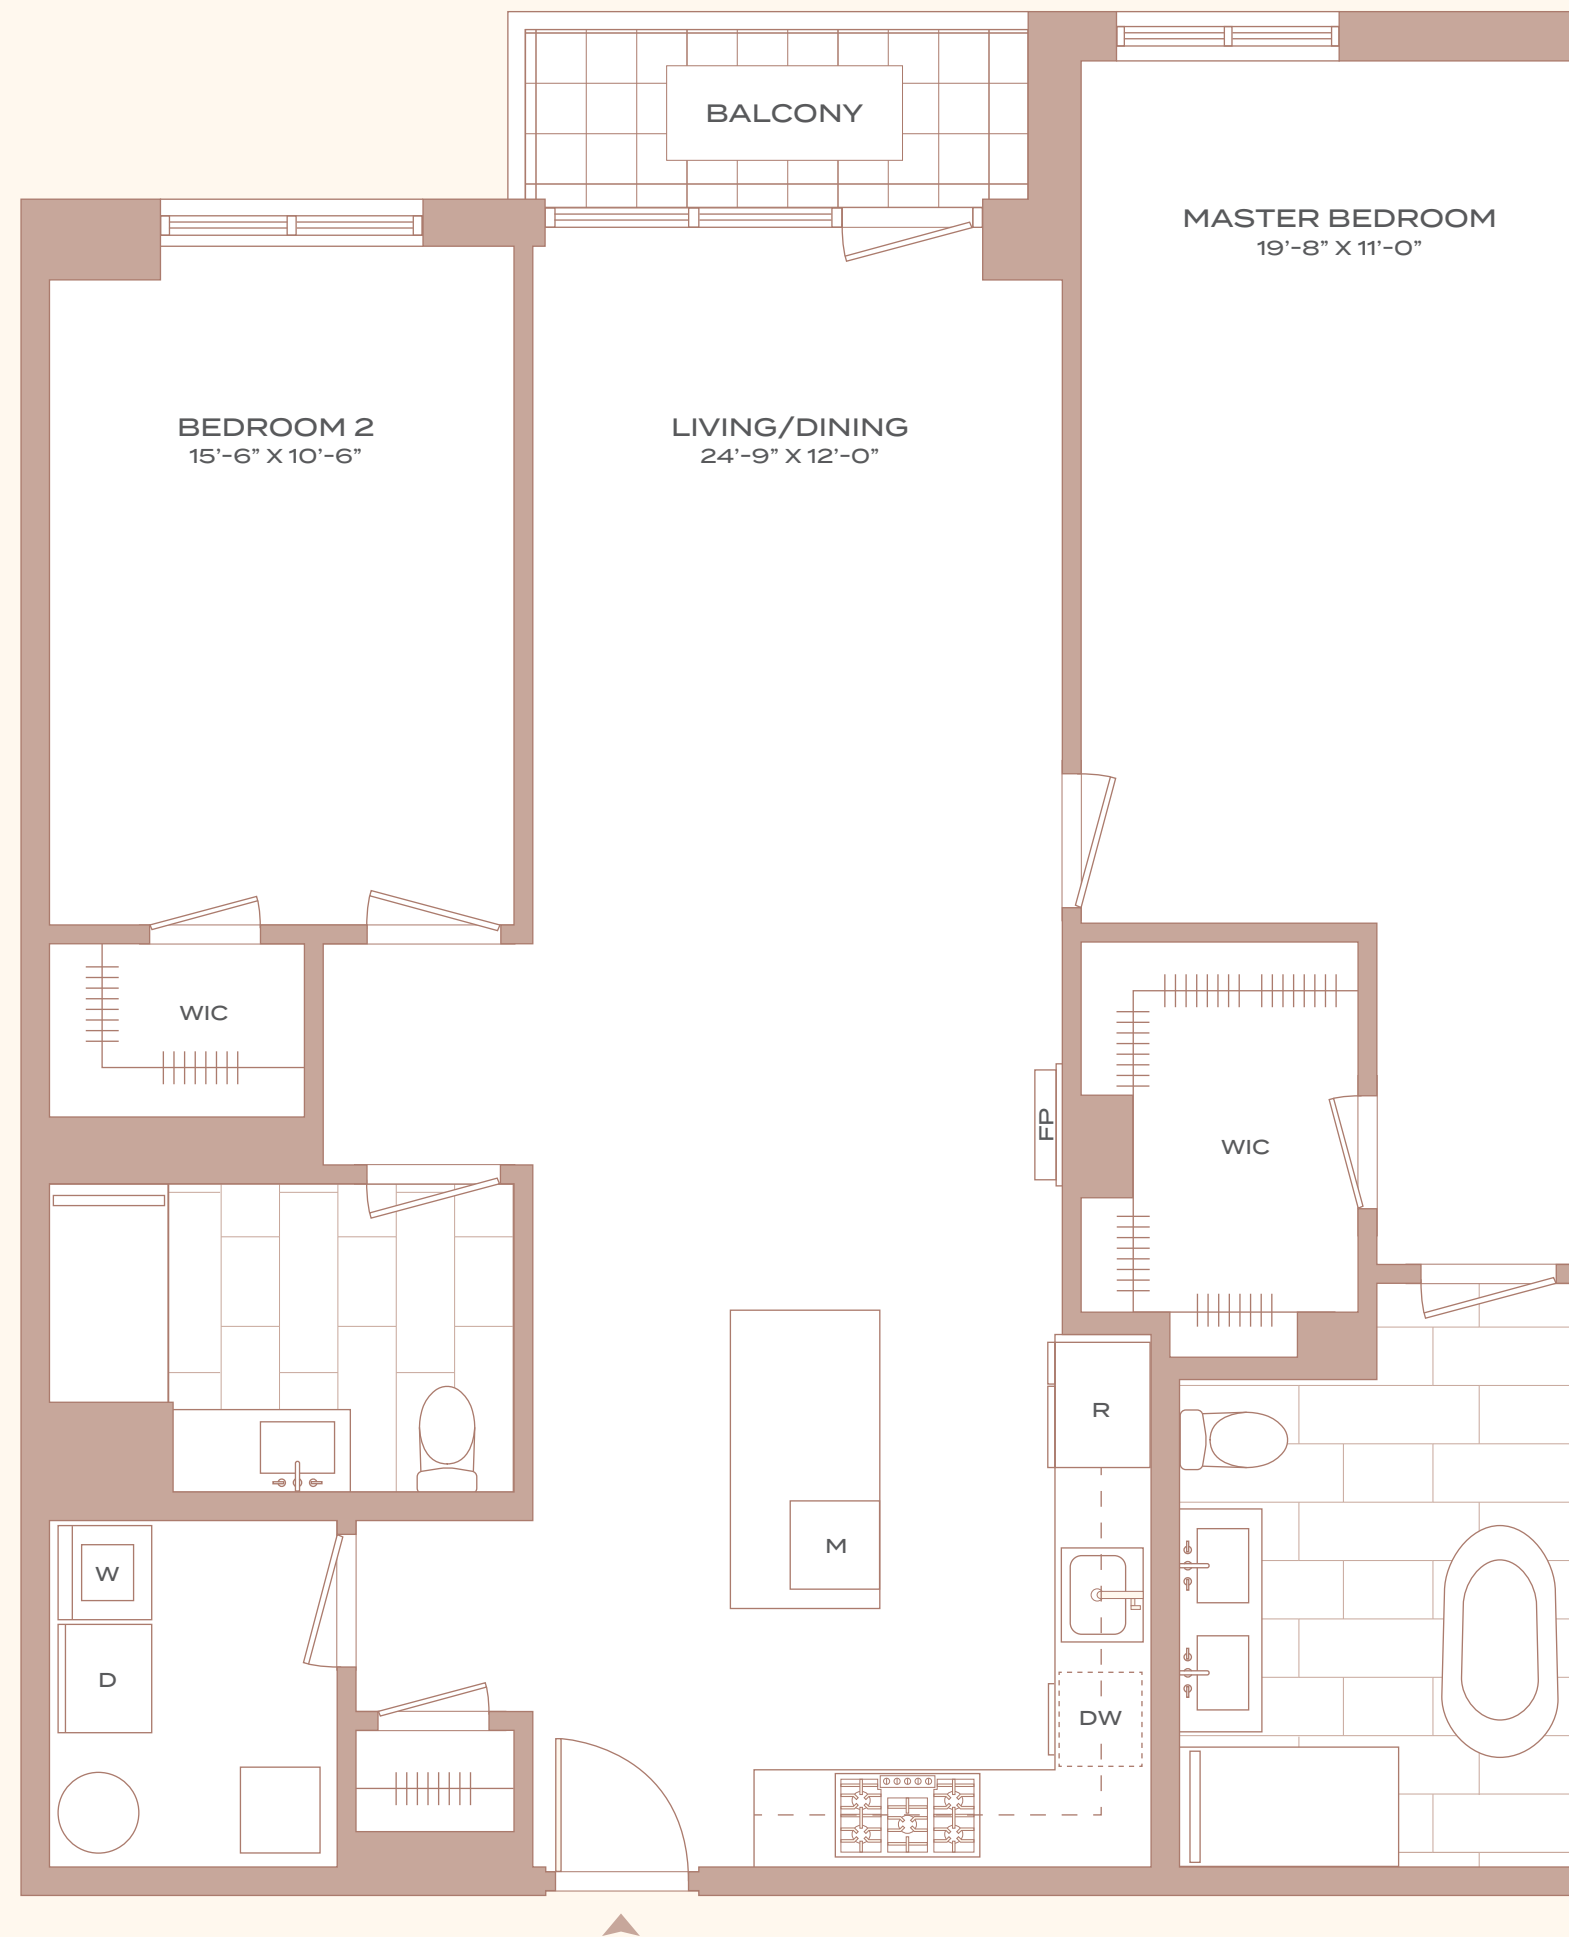 BALCONY
MASTER BEDROOM
19'-8" X 11'-0"
BEDROOM 2
15'-6" X 10'-6"
LIVING/DINING
24'-9" X 12'-0"
WIC
FP
WIC
R
M
W
D
DW